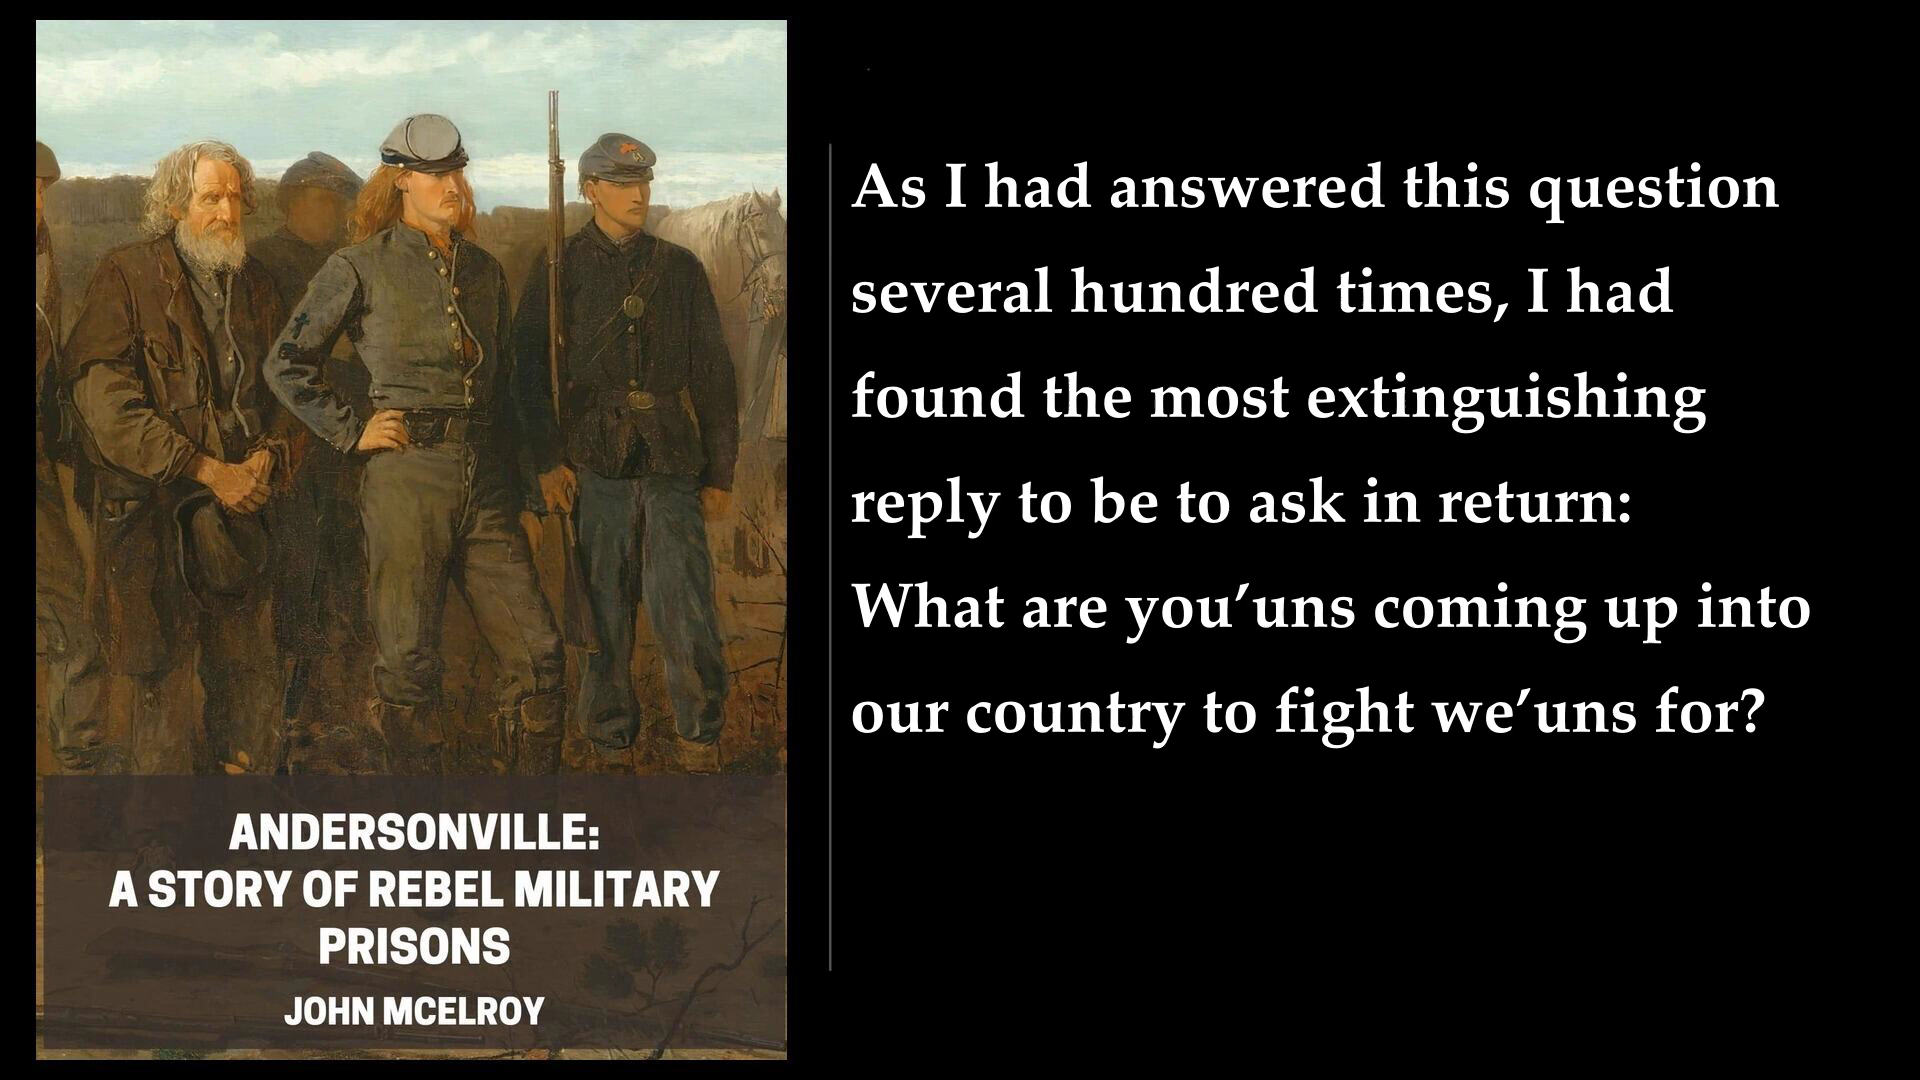 As I had answered this question
several hundred times, I had
found the most extinguishing
reply to be to ask in return:
What are you’uns coming up into
our country to fight we’uns for?
ANDERSONVILLE:
A STORY OF REBEL MILITARY
PRISONS
JOHN MCELROY